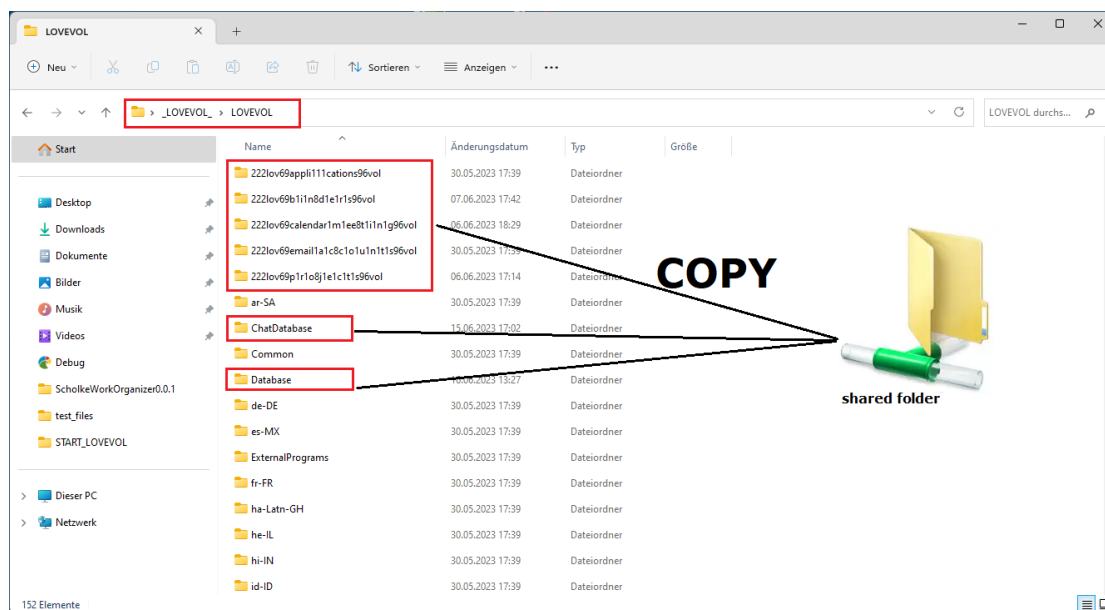 LOVEVOL
Neu
Sortieren
Anzeigen
_LOVEVOL_ > LOVEVOL
LOVEVOL durchs...
Start
Desktop
Downloads
Dokumente
Bilder
Musik
Videos
Debug
ScholkeWorkOrganizer0.0.1
test_files
START_LOVEVOL
Dieser PC
Netzwerk
Name Änderungsdatum Typ Größe
222lov69appli111cations96vol 30.05.2023 17:39 Dateiordner
222lov69b1i1n8d1e1r1s96vol 07.06.2023 17:42 Dateiordner
222lov69calendar1m1ee8t1i1n1g96vol 06.06.2023 18:29 Dateiordner
222lov69email1a1c8c1o1u1n1t1s96vol 30.05.2023 17:39 Dateiordner
222lov69p1r1o8j1e1c1t1s96vol 06.06.2023 17:14 Dateiordner
ar-SA 30.05.2023 17:39 Dateiordner
ChatDatabase 15.06.2023 17:02 Dateiordner
Common 30.05.2023 17:39 Dateiordner
Database 13:27 Dateiordner
de-DE 30.05.2023 17:39 Dateiordner
es-MX 30.05.2023 17:39 Dateiordner
ExternalPrograms 30.05.2023 17:39 Dateiordner
fr-FR 30.05.2023 17:39 Dateiordner
ha-Latn-GH 30.05.2023 17:39 Dateiordner
he-IL 30.05.2023 17:39 Dateiordner
hi-IN 30.05.2023 17:39 Dateiordner
id-ID 30.05.2023 17:39 Dateiordner
COPY
shared folder
152 Elemente